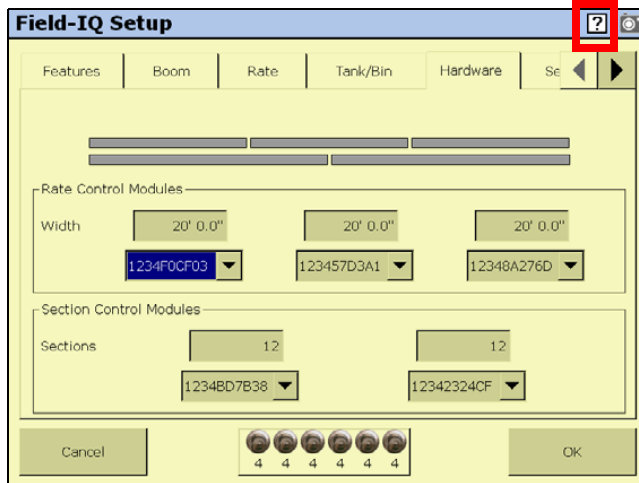 Field-IQ Setup ?
Features Boom Rate Tank/Bin Hardware Se
Rate Control Modules
Width 20' 0.0" 20' 0.0" 20' 0.0"
1234F0CF03 123457D3A1 12348A276D
Section Control Modules
Sections 12 12
1234BD7B38 12342324CF
Cancel 4 4 4 4 4 4 OK